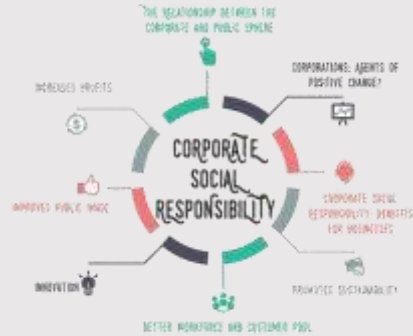 THE RELATIONSHIP BETWEEN THE
CORPORATE AND PUBLIC SPHERE
CORPORATIONS: AGENTS OF
POSITIVE CHANGE?
INCREASES PROFITS
CORPORATE
SOCIAL
RESPONSIBILITY
IMPROVES PUBLIC IMAGE
CORPORATE SOCIAL
RESPONSIBILITY: BENEFITS
FOR BUSINESSES
INNOVATION
PROMOTES SUSTAINABILITY
BETTER WORKFORCE AND CUSTOMER POOL